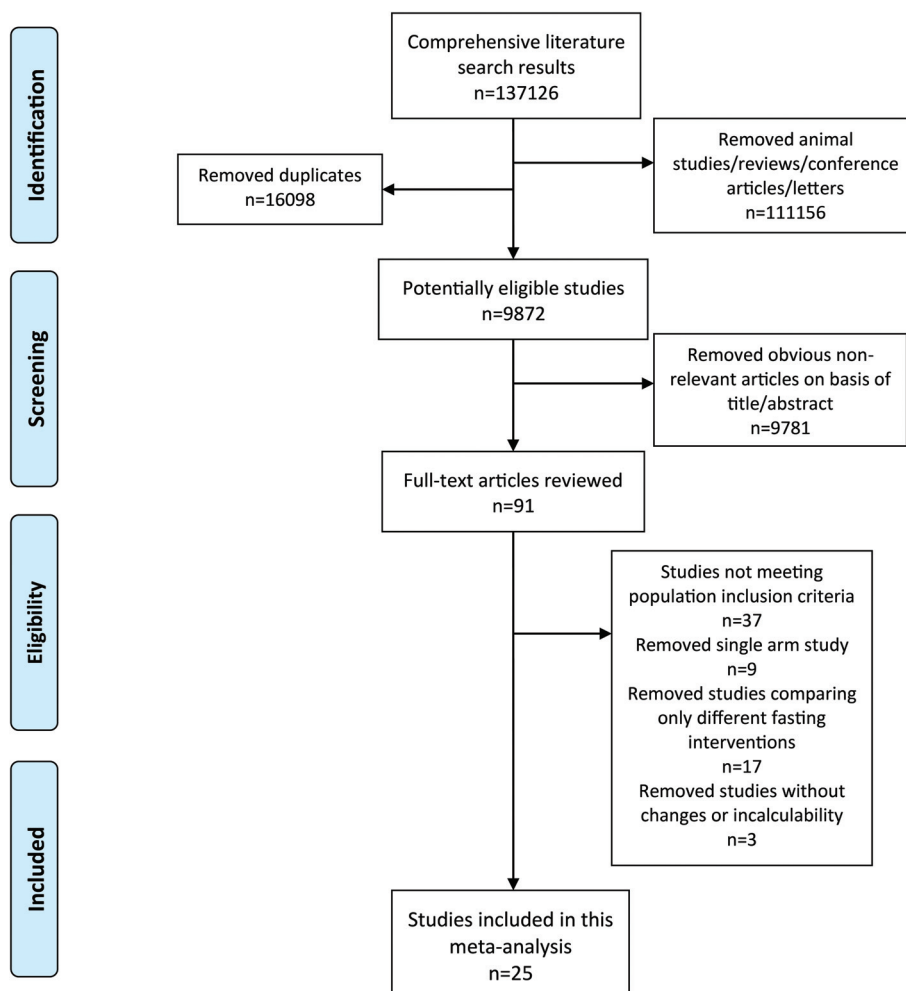 Identification
Comprehensive literature
search results
n=137126
Removed duplicates
n=16098
Removed animal
studies/reviews/conference
articles/letters
n=111156
Screening
Potentially eligible studies
n=9872
Removed obvious non-
relevant articles on basis of
title/abstract
n=9781
Full-text articles reviewed
n=91
Eligibility
Studies not meeting
population inclusion criteria
n=37
Removed single arm study
n=9
Removed studies comparing
only different fasting
interventions
n=17
Removed studies without
changes or incalculability
n=3
Included
Studies included in this
meta-analysis
n=25